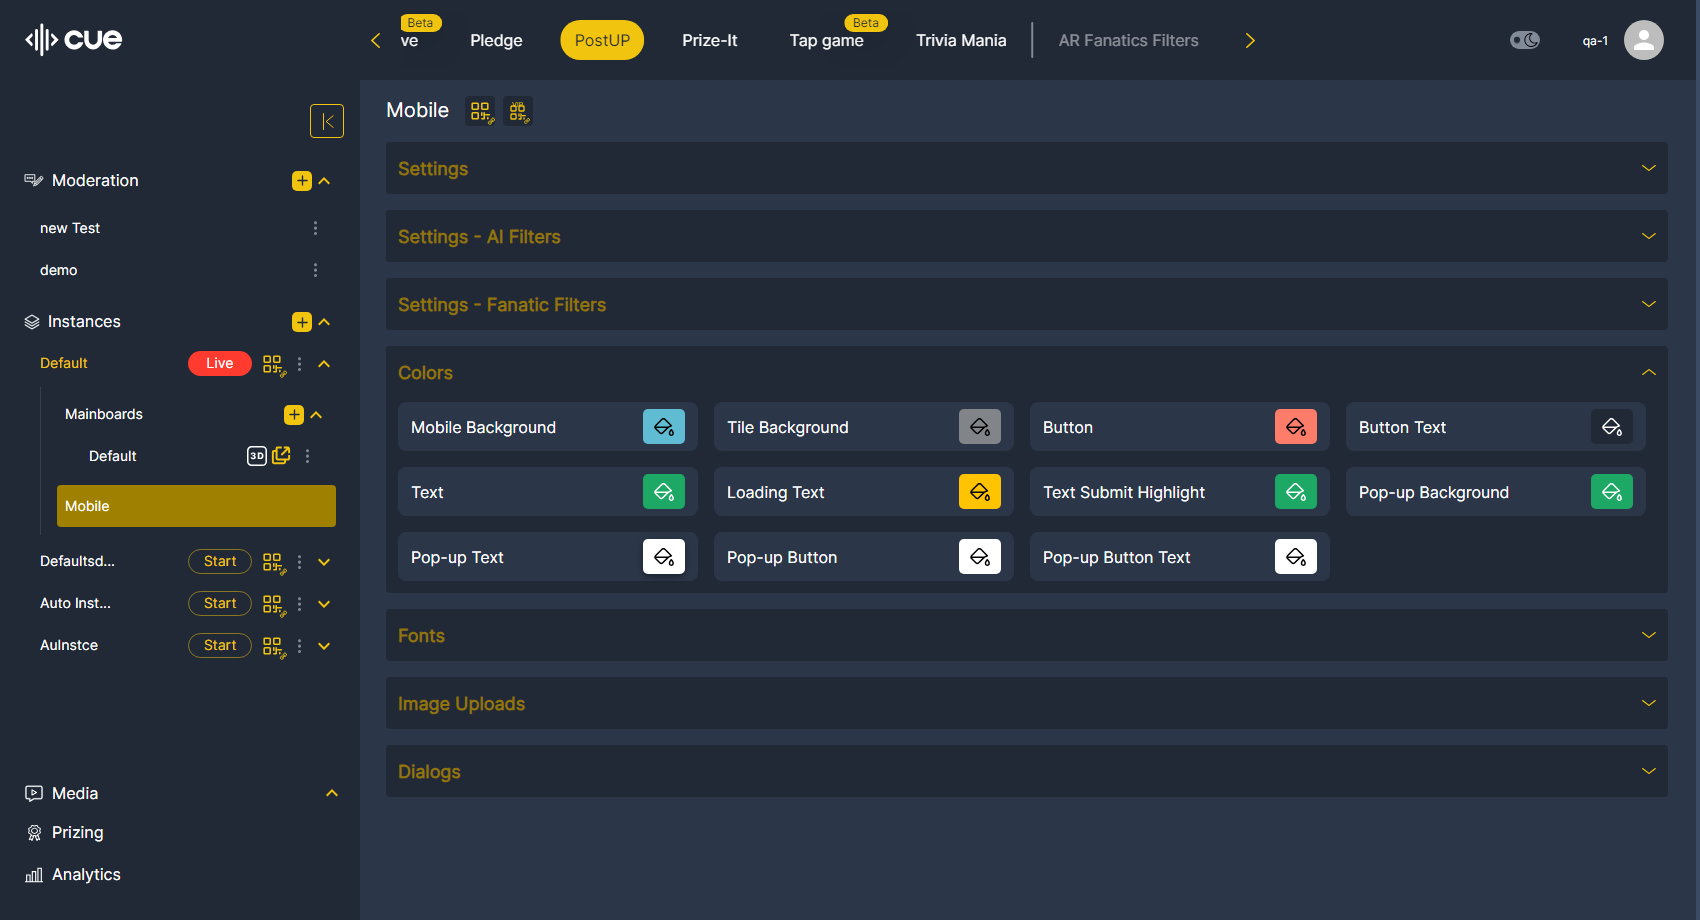 cue
Beta
ve
Pledge
PostUP
Prize-It
Beta
Tap game
Trivia Mania
AR Fanatics Filters
qa-1
Moderation
new Test
demo
Instances
Default
Live
Mainboards
Default
3D
Mobile
Defaultsd...
Start
Auto Inst...
Start
AuInstce
Start
Media
Prizing
Analytics
Mobile
Settings
Settings - AI Filters
Settings - Fanatic Filters
Colors
Mobile Background
Tile Background
Button
Button Text
Text
Loading Text
Text Submit Highlight
Pop-up Background
Pop-up Text
Pop-up Button
Pop-up Button Text
Fonts
Image Uploads
Dialogs